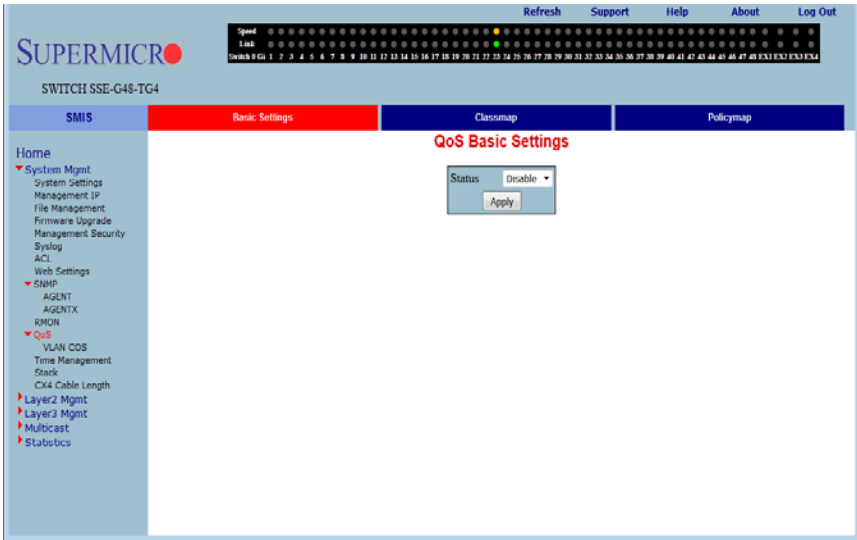 Refresh Support Help About Log Out
Speed
Link
Switch 0 Gi 1 2 3 4 5 6 7 8 9 10 11 12 13 14 15 16 17 18 19 20 21 22 23 24 25 26 27 28 29 30 31 32 33 34 35 36 37 38 39 40 41 42 43 44 45 46 47 48 EX1 EX2 EX3 EX4
SUPERMICR
SWITCH SSE-G48-TG4
SMIS Basic Settings Classmap Policymap
QoS Basic Settings
Status Disable
Apply
Home
System Mgmt
System Settings
Management IP
File Management
Firmware Upgrade
Management Security
Syslog
ACL
Web Settings
SNMP
AGENT
AGENTX
RMON
QoS
VLAN COS
Time Management
Stack
CX4 Cable Length
Layer2 Mgmt
Layer3 Mgmt
Multicast
Statistics